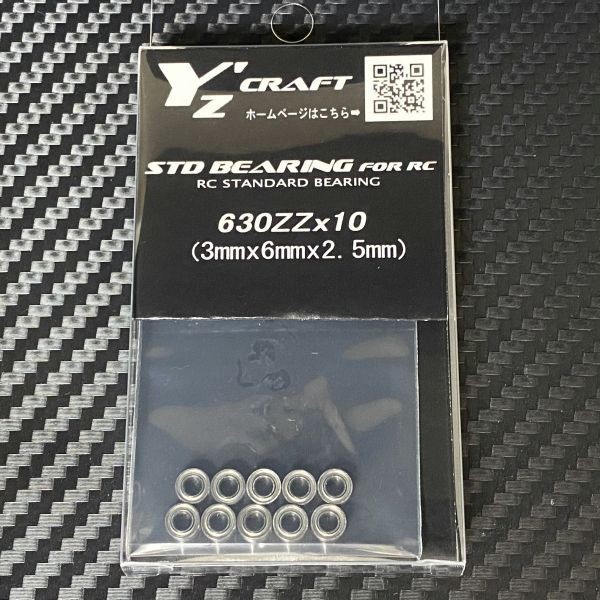 Y'z CRAFT
ホームページはこちら➡
STD BEARING FOR RC
RC STANDARD BEARING
630ZZx10
(3mmx6mmx2.5mm)